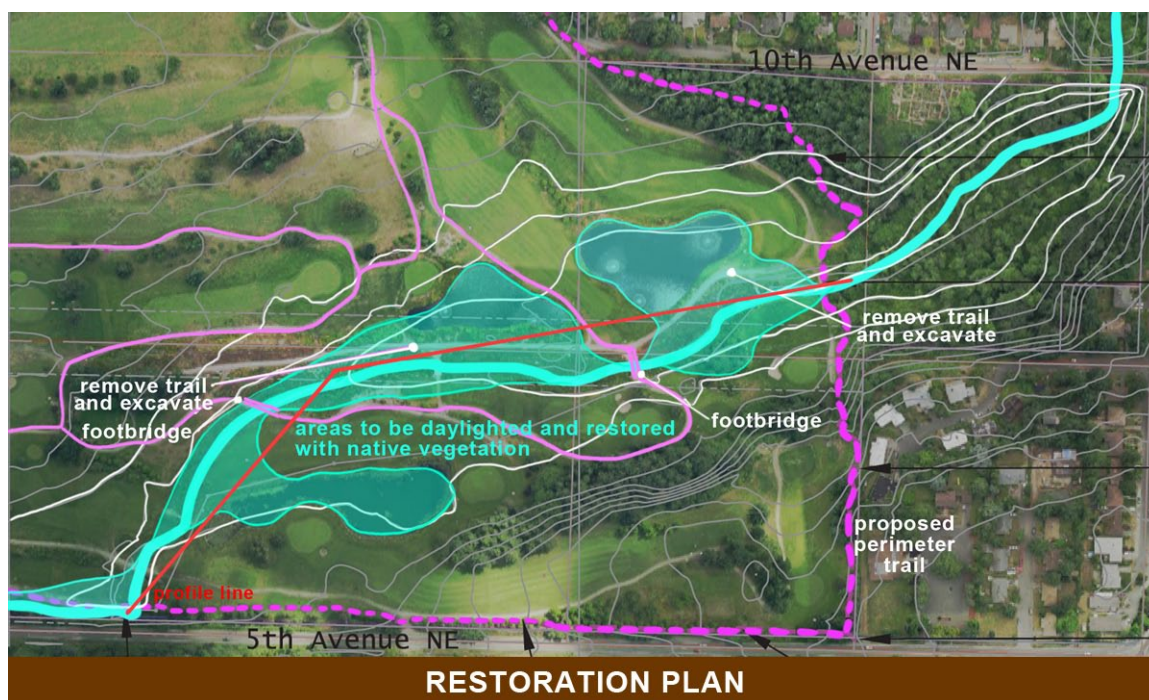 10th Avenue NE
remove trail
and excavate
remove trail
and excavate
footbridge
footbridge
areas to be daylighted and restored
with native vegetation
proposed
perimeter
trail
profile line
5th Avenue NE
RESTORATION PLAN